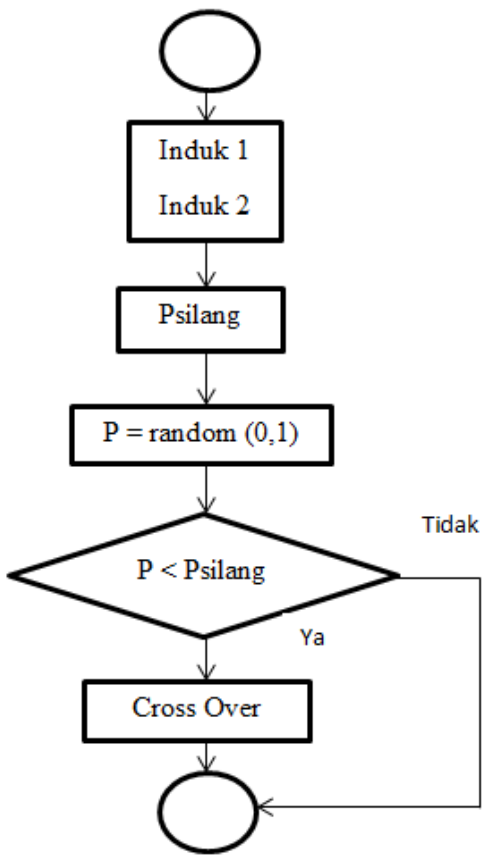 Induk 1
Induk 2
Psilang
P = random (0,1)
Tidak
P < Psilang
Ya
Cross Over